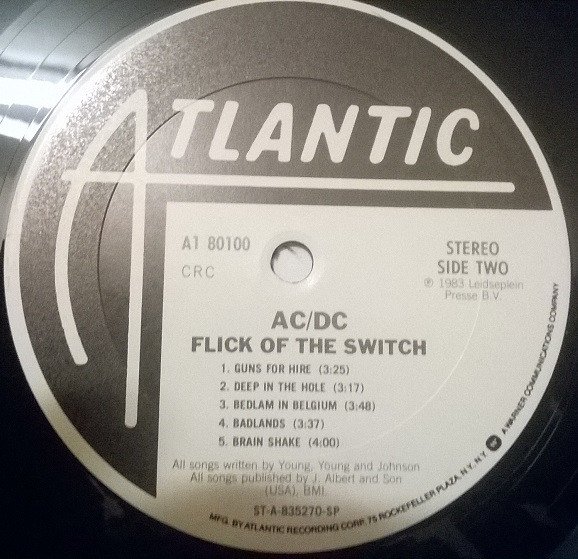 ATLANTIC
A1 80100
CRC
STEREO
SIDE TWO
℗ 1983 Leidseplein
Presse B.V.
AC/DC
FLICK OF THE SWITCH
1. GUNS FOR HIRE (3:25)
2. DEEP IN THE HOLE (3:17)
3. BEDLAM IN BELGIUM (3:48)
4. BADLANDS (3:37)
5. BRAIN SHAKE (4:00)
All songs written by Young, Young and Johnson
All songs published by J. Albert and Son
(USA), BMI
ST-A-835270-SP
MFG. BY ATLANTIC RECORDING CORP. 75 ROCKEFELLER PLAZA, N.Y. N.Y. A WARNER COMMUNICATIONS COMPANY